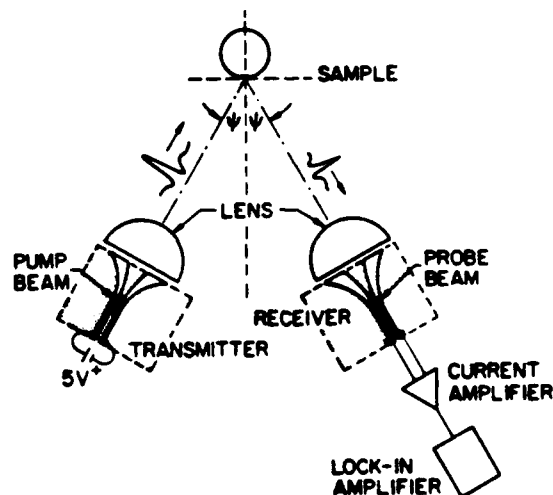 SAMPLE
LENS
PUMP
BEAM
PROBE
BEAM
RECEIVER
TRANSMITTER
5V
+
CURRENT
AMPLIFIER
LOCK-IN
AMPLIFIER